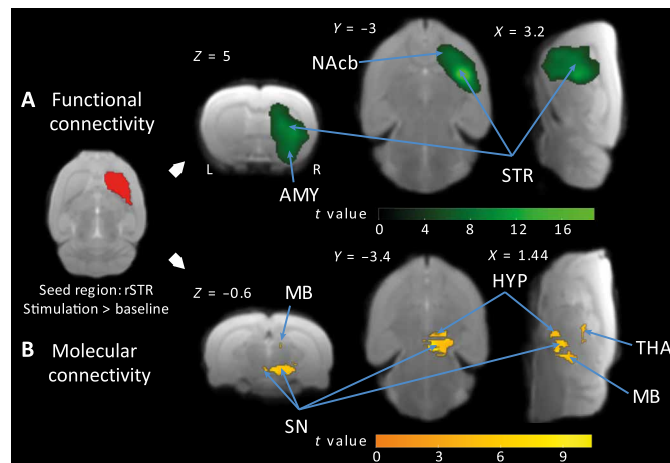 Y = −3
X = 3.2
Z = 5
NAcb
A Functional
connectivity
L
R
AMY
STR
t value
0 4 8 12 16
Seed region: rSTR
Stimulation > baseline
Y = −3.4
X = 1.44
Z = −0.6
MB
HYP
B Molecular
connectivity
THA
MB
SN
t value
0 3 6 9